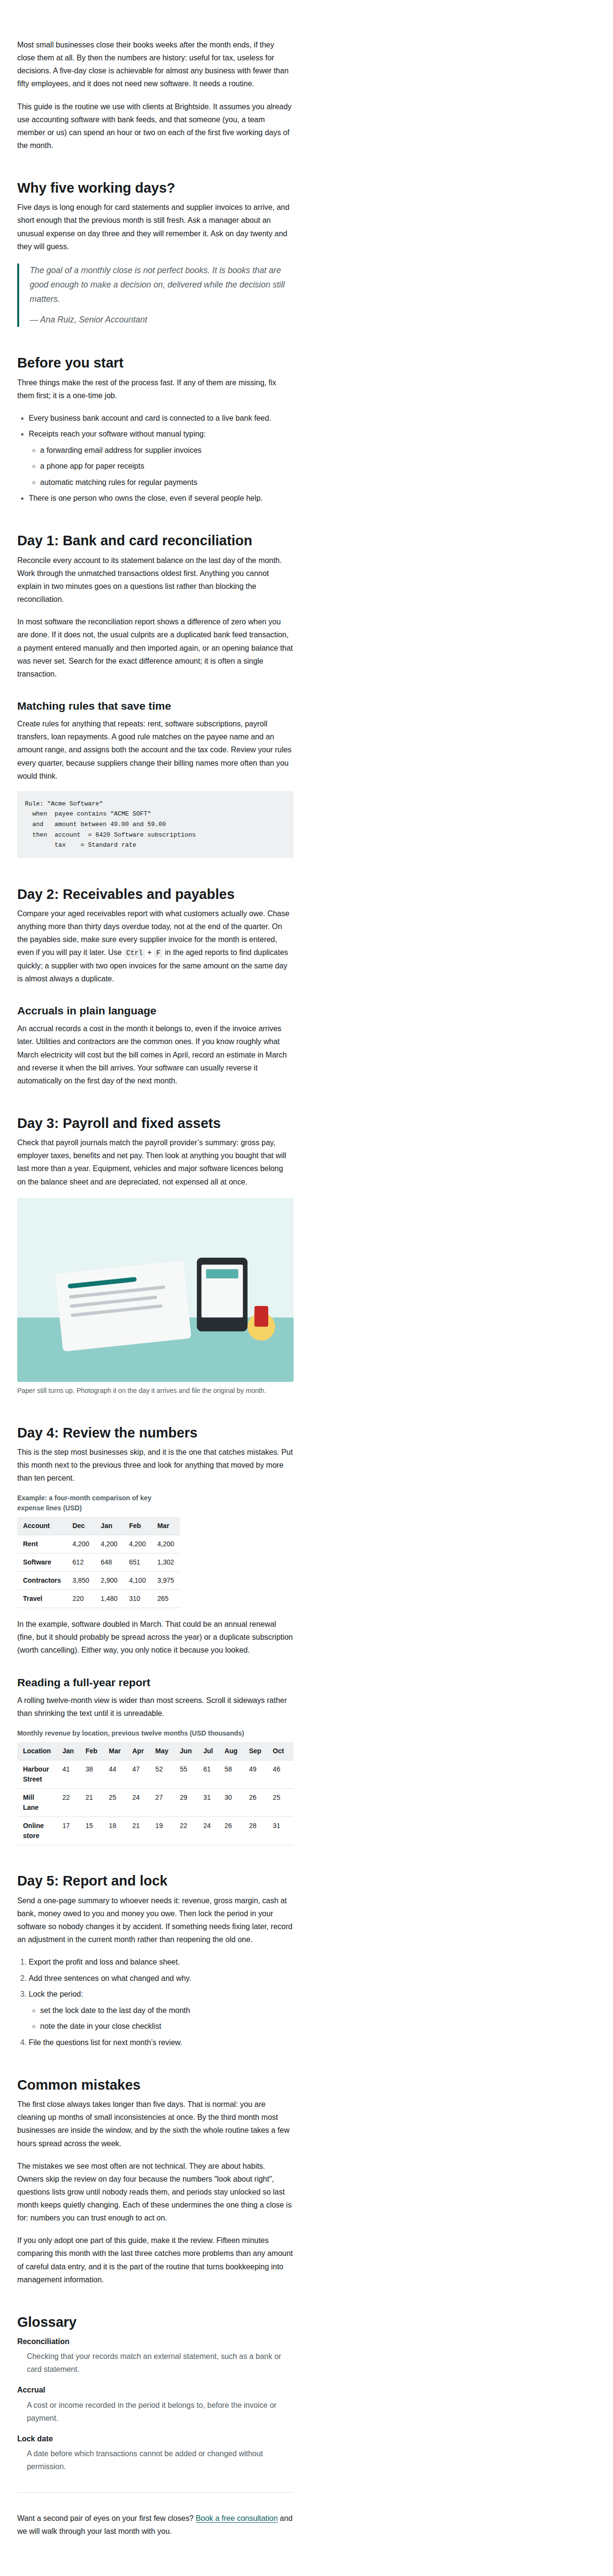 Most small businesses close their books weeks after the month ends, if they
close them at all. By then the numbers are history: useful for tax, useless for
decisions. A five-day close is achievable for almost any business with fewer than
fifty employees, and it does not need new software. It needs a routine.
This guide is the routine we use with clients at Brightside. It assumes you already
use accounting software with bank feeds, and that someone (you, a team
member or us) can spend an hour or two on each of the first five working days of
the month.
Why five working days?
Five days is long enough for card statements and supplier invoices to arrive, and
short enough that the previous month is still fresh. Ask a manager about an
unusual expense on day three and they will remember it. Ask on day twenty and
they will guess.
The goal of a monthly close is not perfect books. It is books that are
good enough to make a decision on, delivered while the decision still
matters.
— Ana Ruiz, Senior Accountant
Before you start
Three things make the rest of the process fast. If any of them are missing, fix
them first; it is a one-time job.
• Every business bank account and card is connected to a live bank feed.
• Receipts reach your software without manual typing:
◦ a forwarding email address for supplier invoices
◦ a phone app for paper receipts
◦ automatic matching rules for regular payments
• There is one person who owns the close, even if several people help.
Day 1: Bank and card reconciliation
Reconcile every account to its statement balance on the last day of the month.
Work through the unmatched transactions oldest first. Anything you cannot
explain in two minutes goes on a questions list rather than blocking the
reconciliation.
In most software the reconciliation report shows a difference of zero when you
are done. If it does not, the usual culprits are a duplicated bank feed transaction,
a payment entered manually and then imported again, or an opening balance that
was never set. Search for the exact difference amount; it is often a single
transaction.
Matching rules that save time
Create rules for anything that repeats: rent, software subscriptions, payroll
transfers, loan repayments. A good rule matches on the payee name and an
amount range, and assigns both the account and the tax code. Review your rules
every quarter, because suppliers change their billing names more often than you
would think.
Rule: "Acme Software"
when payee contains "ACME SOFT"
and amount between 49.00 and 59.00
then account = 6420 Software subscriptions
tax = Standard rate
Day 2: Receivables and payables
Compare your aged receivables report with what customers actually owe. Chase
anything more than thirty days overdue today, not at the end of the quarter. On
the payables side, make sure every supplier invoice for the month is entered,
even if you will pay it later. Use Ctrl + F in the aged reports to find duplicates
quickly; a supplier with two open invoices for the same amount on the same day
is almost always a duplicate.
Accruals in plain language
An accrual records a cost in the month it belongs to, even if the invoice arrives
later. Utilities and contractors are the common ones. If you know roughly what
March electricity will cost but the bill comes in April, record an estimate in March
and reverse it when the bill arrives. Your software can usually reverse it
automatically on the first day of the next month.
Day 3: Payroll and fixed assets
Check that payroll journals match the payroll provider’s summary: gross pay,
employer taxes, benefits and net pay. Then look at anything you bought that will
last more than a year. Equipment, vehicles and major software licences belong
on the balance sheet and are depreciated, not expensed all at once.
Paper still turns up. Photograph it on the day it arrives and file the original by month.
Day 4: Review the numbers
This is the step most businesses skip, and it is the one that catches mistakes. Put
this month next to the previous three and look for anything that moved by more
than ten percent.
Example: a four-month comparison of key
expense lines (USD)
Account Dec Jan Feb Mar
Rent 4,200 4,200 4,200 4,200
Software 612 648 651 1,302
Contractors 3,850 2,900 4,100 3,975
Travel 220 1,480 310 265
In the example, software doubled in March. That could be an annual renewal
(fine, but it should probably be spread across the year) or a duplicate subscription
(worth cancelling). Either way, you only notice it because you looked.
Reading a full-year report
A rolling twelve-month view is wider than most screens. Scroll it sideways rather
than shrinking the text until it is unreadable.
Monthly revenue by location, previous twelve months (USD thousands)
Location Jan Feb Mar Apr May Jun Jul Aug Sep Oct
Harbour
Street 41 38 44 47 52 55 61 58 49 46
Mill
Lane 22 21 25 24 27 29 31 30 26 25
Online
store 17 15 18 21 19 22 24 26 28 31
Day 5: Report and lock
Send a one-page summary to whoever needs it: revenue, gross margin, cash at
bank, money owed to you and money you owe. Then lock the period in your
software so nobody changes it by accident. If something needs fixing later, record
an adjustment in the current month rather than reopening the old one.
1. Export the profit and loss and balance sheet.
2. Add three sentences on what changed and why.
3. Lock the period:
◦ set the lock date to the last day of the month
◦ note the date in your close checklist
4. File the questions list for next month’s review.
Common mistakes
The first close always takes longer than five days. That is normal: you are
cleaning up months of small inconsistencies at once. By the third month most
businesses are inside the window, and by the sixth the whole routine takes a few
hours spread across the week.
The mistakes we see most often are not technical. They are about habits.
Owners skip the review on day four because the numbers "look about right",
questions lists grow until nobody reads them, and periods stay unlocked so last
month keeps quietly changing. Each of these undermines the one thing a close is
for: numbers you can trust enough to act on.
If you only adopt one part of this guide, make it the review. Fifteen minutes
comparing this month with the last three catches more problems than any amount
of careful data entry, and it is the part of the routine that turns bookkeeping into
management information.
Glossary
Reconciliation
Checking that your records match an external statement, such as a bank or
card statement.
Accrual
A cost or income recorded in the period it belongs to, before the invoice or
payment.
Lock date
A date before which transactions cannot be added or changed without
permission.
Want a second pair of eyes on your first few closes? Book a free consultation and
we will walk through your last month with you.